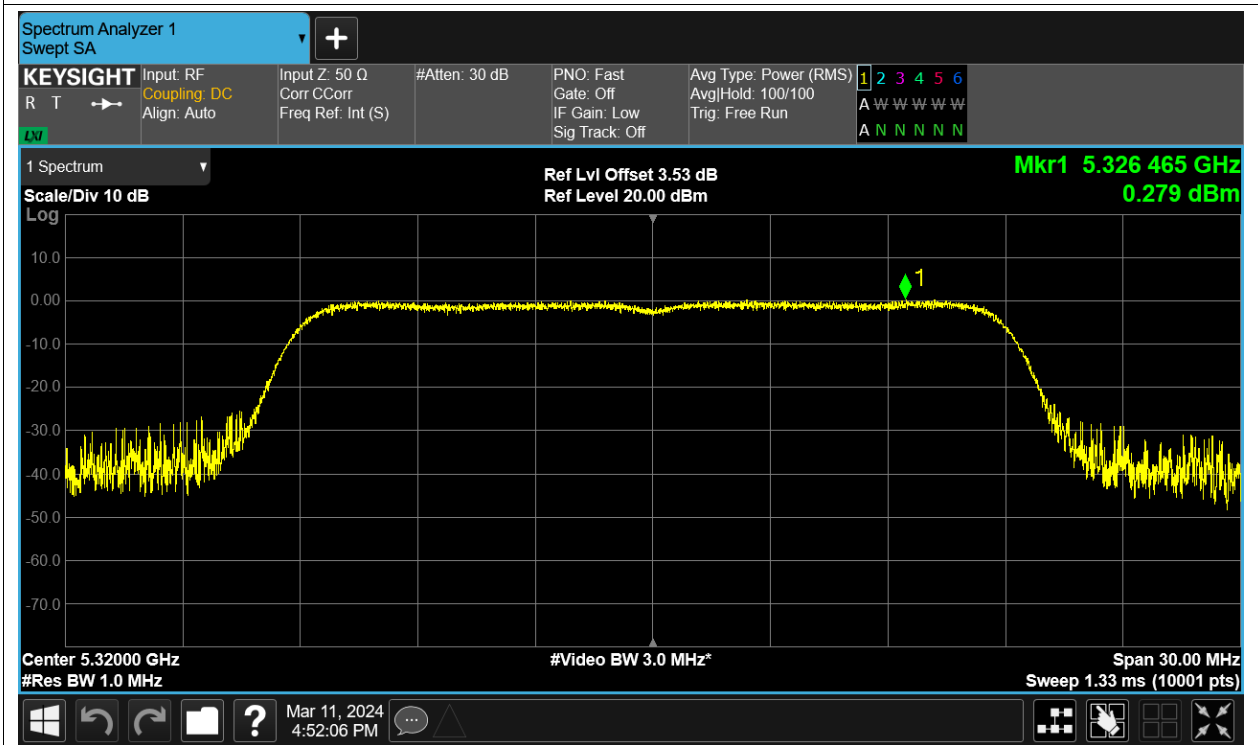 Spectrum Analyzer 1
Swept SA
KEYSIGHT
R T
LXI
Input: RF
Coupling: DC
Align: Auto
Input Z: 50 Ω
Corr CCorr
Freq Ref: Int (S)
#Atten: 30 dB
PNO: Fast
Gate: Off
IF Gain: Low
Sig Track: Off
Avg Type: Power (RMS)
Avg|Hold: 100/100
Trig: Free Run
1 2 3 4 5 6
A W W W W W
A N N N N N
1 Spectrum
Scale/Div 10 dB
Log
Ref Lvl Offset 3.53 dB
Ref Level 20.00 dBm
Mkr1 5.326 465 GHz
0.279 dBm
10.0
0.00
-10.0
-20.0
-30.0
-40.0
-50.0
-60.0
-70.0
1
Center 5.32000 GHz
#Res BW 1.0 MHz
#Video BW 3.0 MHz*
Span 30.00 MHz
Sweep 1.33 ms (10001 pts)
?
Mar 11, 2024
4:52:06 PM